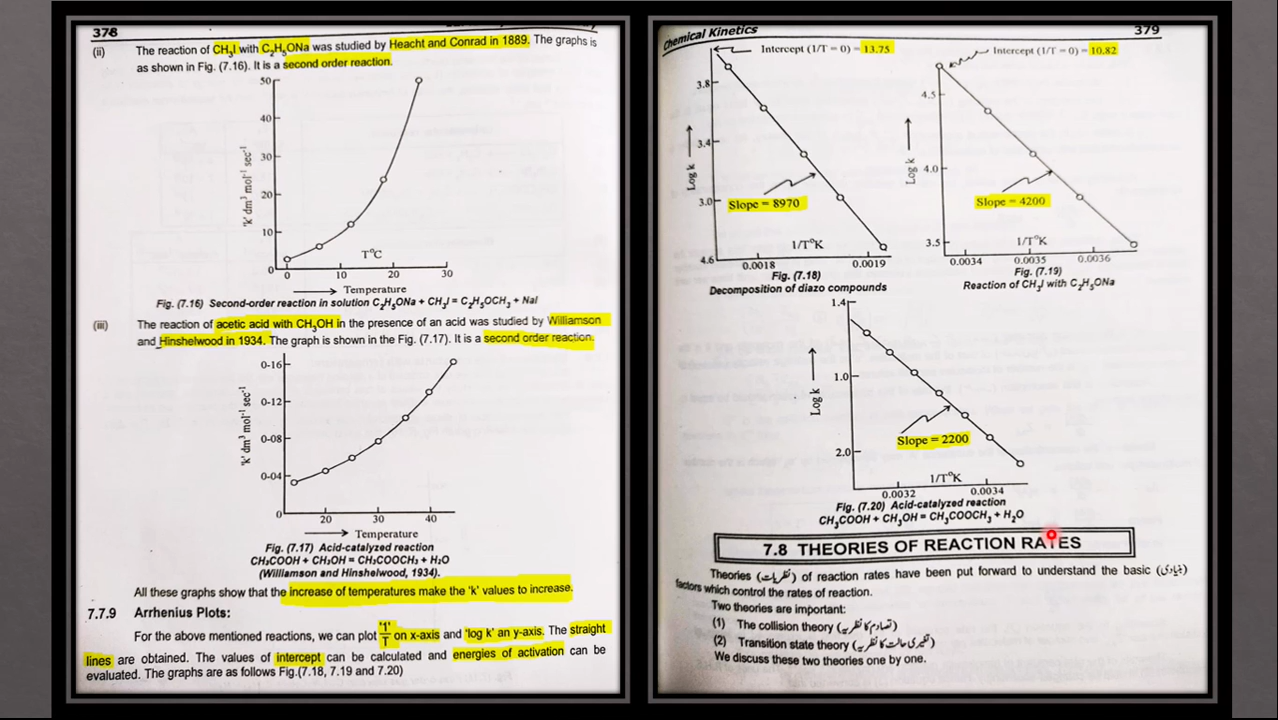 378
(ii) The reaction of CH₃I with C₂H₅ONa was studied by Heacht and Conrad in 1889. The graphs is
as shown in Fig. (7.16). It is a second order reaction.
50
40
30
20
10
0
'k' dm³ mol⁻¹ sec⁻¹
T°C
0 10 20 30
Temperature
Fig. (7.16) Second-order reaction in solution C₂H₅ONa + CH₃I = C₂H₅OCH₃ + NaI
(iii) The reaction of acetic acid with CH₃OH in the presence of an acid was studied by Williamson
and Hinshelwood in 1934. The graph is shown in the Fig. (7.17). It is a second order reaction.
0-16
0-12
0-08
0-04
0
'k' dm³ mol⁻¹ sec⁻¹
20 30 40
Temperature
Fig. (7.17) Acid-catalyzed reaction
CH₃COOH + CH₃OH = CH₃COOCH₃ + H₂O
(Williamson and Hinshelwood, 1934).
All these graphs show that the increase of temperatures make the 'k' values to increase.
7.7.9 Arrhenius Plots:
For the above mentioned reactions, we can plot '1'/T on x-axis and 'log k' an y-axis. The straight
lines are obtained. The values of intercept can be calculated and energies of activation can be
evaluated. The graphs are as follows Fig.(7.18, 7.19 and 7.20)
Chemical Kinetics 379
Intercept (1/T = 0) = 13.75
3.8
3.4
3.0
4.6
Log k
Slope = 8970
1/T°K
0.0018 0.0019
Fig. (7.18)
Decomposition of diazo compounds
Intercept (1/T = 0) = 10.82
4.5
4.0
3.5
Log k
Slope = 4200
1/T°K
0.0034 0.0035 0.0036
Fig. (7.19)
Reaction of CH₃I with C₂H₅ONa
1.4
1.0
2.0
Log k
Slope = 2200
1/T°K
0.0032 0.0034
Fig. (7.20) Acid-catalyzed reaction
CH₃COOH + CH₃OH = CH₃COOCH₃ + H₂O
7.8 THEORIES OF REACTION RATES
Theories (نظریات) of reaction rates have been put forward to understand the basic (بنیادی)
factors which control the rates of reaction.
Two theories are important:
(1) The collision theory (تصادم کا نظریہ)
(2) Transition state theory (تغیری حالت کا نظریہ)
We discuss these two theories one by one.